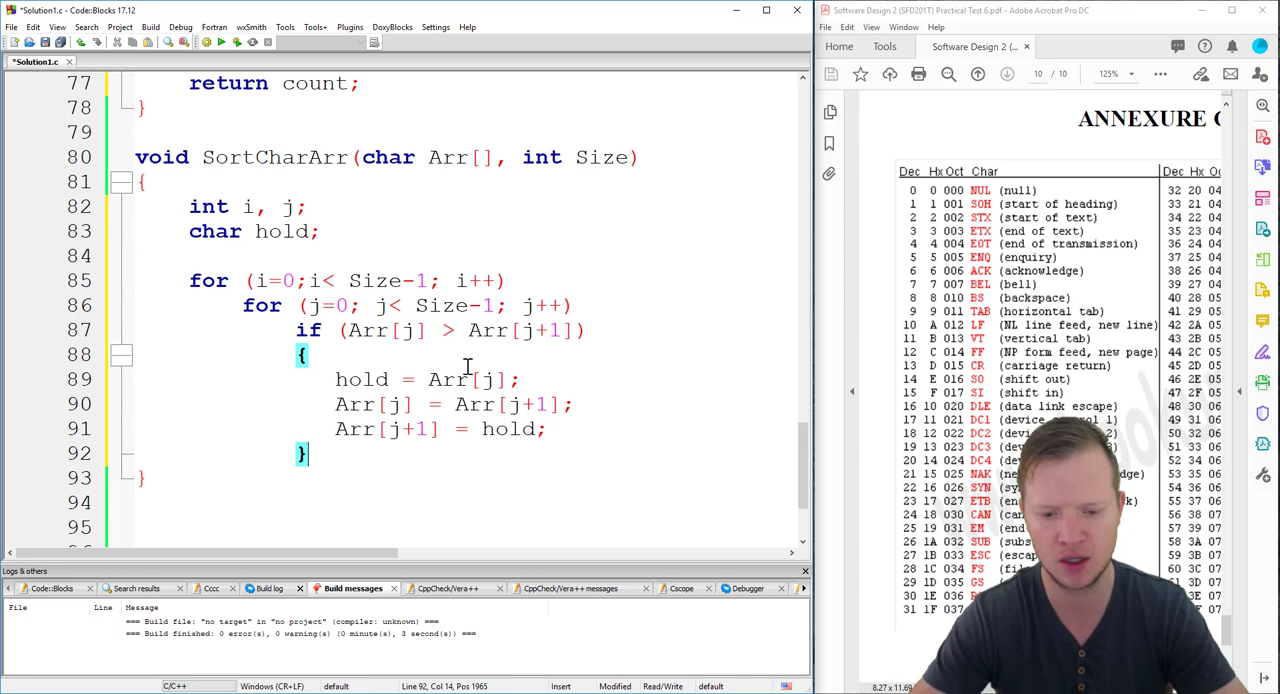 *Solution1.c - Code::Blocks 17.12
File Edit View Search Project Build Debug Fortran wxSmith Tools Tools+ Plugins DoxyBlocks Settings Help
*Solution1.c
77 return count;
78 }
79
80 void SortCharArr(char Arr[], int Size)
81 {
82 int i, j;
83 char hold;
84
85 for (i=0;i< Size-1; i++)
86 for (j=0; j< Size-1; j++)
87 if (Arr[j] > Arr[j+1])
88 {
89 hold = Arr[j];
90 Arr[j] = Arr[j+1];
91 Arr[j+1] = hold;
92 }
93 }
94
95
Logs & others
Code::Blocks Search results Cccc Build log Build messages CppCheck/Vera++ CppCheck/Vera++ messages Cscope Debugger
File Line Message
=== Build file: "no target" in "no project" (compiler: unknown) ===
=== Build finished: 0 error(s), 0 warning(s) (0 minute(s), 3 second(s)) ===
C/C++ Windows (CR+LF) default Line 92, Col 14, Pos 1965 Insert Modified Read/Write default
Software Design 2 (SFD201T) Practical Test 6.pdf - Adobe Acrobat Pro DC
File Edit View Window Help
Home Tools Software Design 2 (...
10 / 10 125%
ANNEXURE
Dec Hx Oct Char Dec Hx Oct
0 0 000 NUL (null) 32 20 04
1 1 001 SOH (start of heading) 33 21 04
2 2 002 STX (start of text) 34 22 04
3 3 003 ETX (end of text) 35 23 04
4 4 004 EOT (end of transmission) 36 24 04
5 5 005 ENQ (enquiry) 37 25 04
6 6 006 ACK (acknowledge) 38 26 04
7 7 007 BEL (bell) 39 27 04
8 8 010 BS (backspace) 40 28 05
9 9 011 TAB (horizontal tab) 41 29 05
10 A 012 LF (NL line feed, new line) 42 2A 05
11 B 013 VT (vertical tab) 43 2B 05
12 C 014 FF (NP form feed, new page) 44 2C 05
13 D 015 CR (carriage return) 45 2D 05
14 E 016 SO (shift out) 46 2E 05
15 F 017 SI (shift in) 47 2F 05
16 10 020 DLE (data link escape) 48 30 06
17 11 021 DC1 (device control 1) 49 31 06
18 12 022 DC2 50 32 06
19 13 023 DC3 51 33 06
20 14 024 DC4 52 34 06
21 15 025 NAK 53 35 06
22 16 026 SYN 54 36 06
23 17 027 ETB 55 37 06
24 18 030 CAN 56 38 07
25 19 031 EM 57 39 07
26 1A 032 SUB 58 3A 07
27 1B 033 ESC 59 3B 07
28 1C 034 FS 60 3C 07
29 1D 035 GS 3D 07
30 1E 036 3E 07
31 1F 037 3F 07